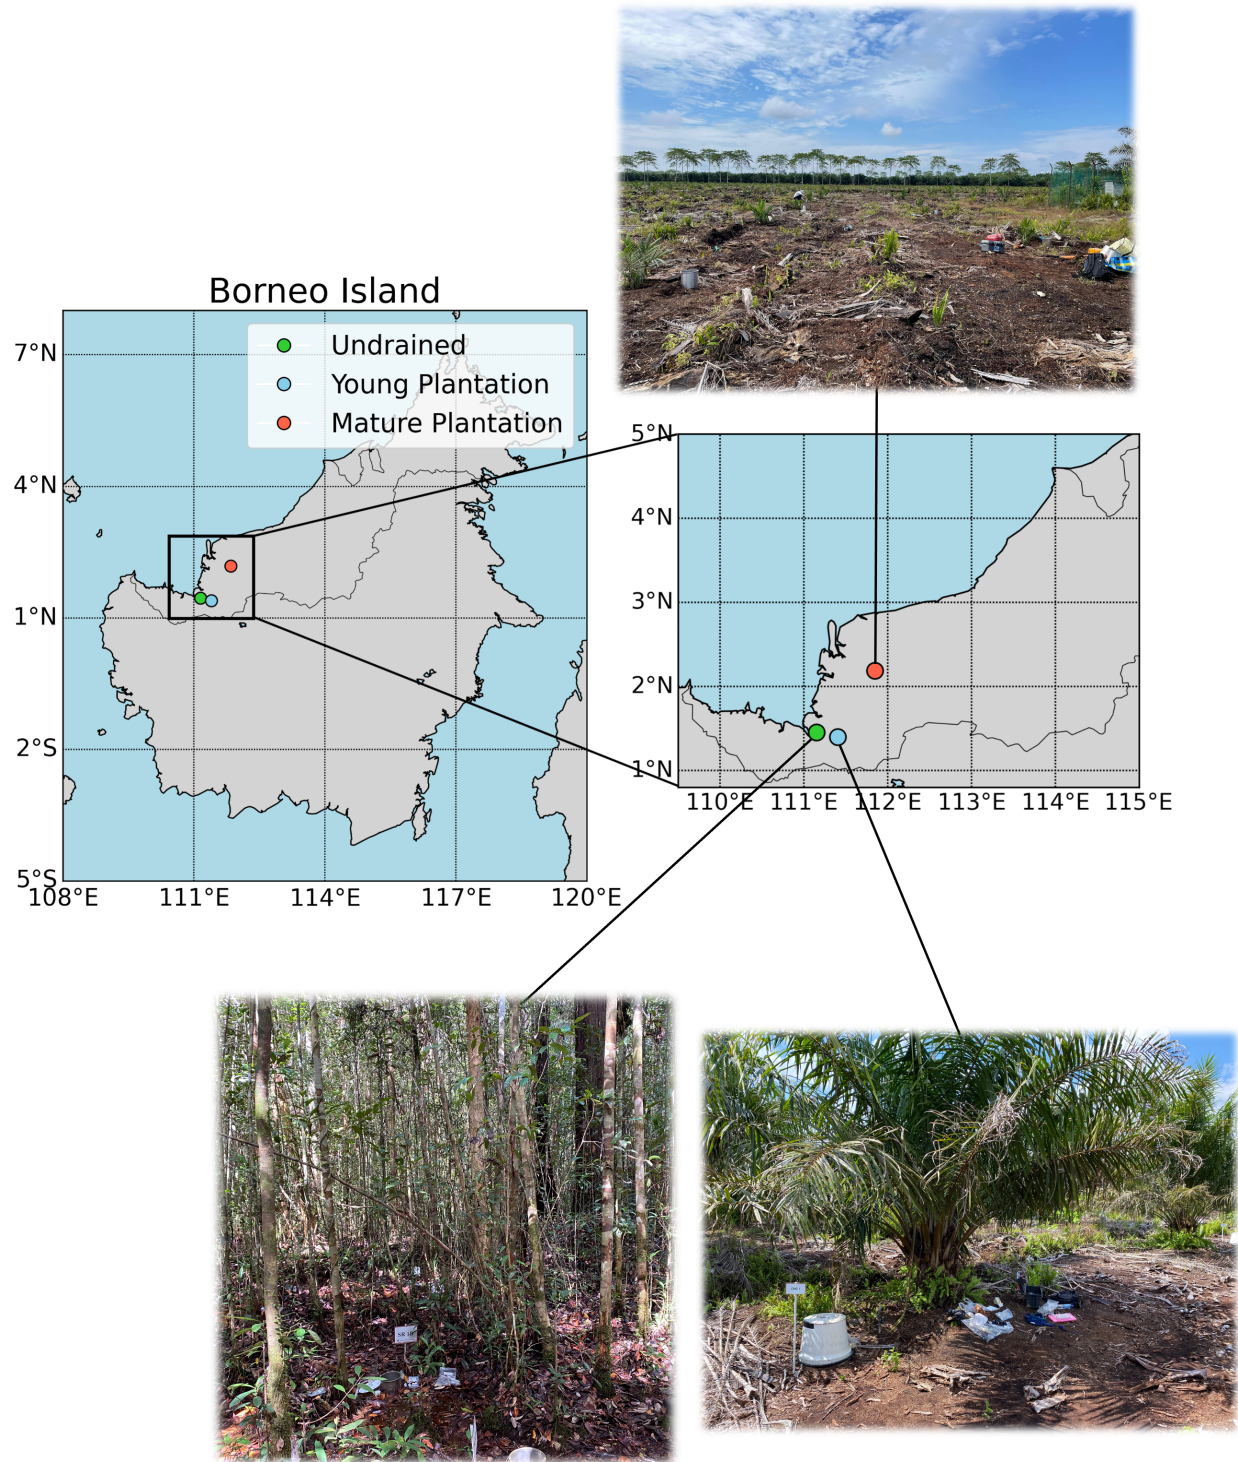 Borneo Island
Undrained
Young Plantation
Mature Plantation
7°N
4°N
1°N
2°S
5°S
108°E
111°E
114°E
117°E
120°E
5°N
4°N
3°N
2°N
1°N
110°E
111°E
112°E
113°E
114°E
115°E